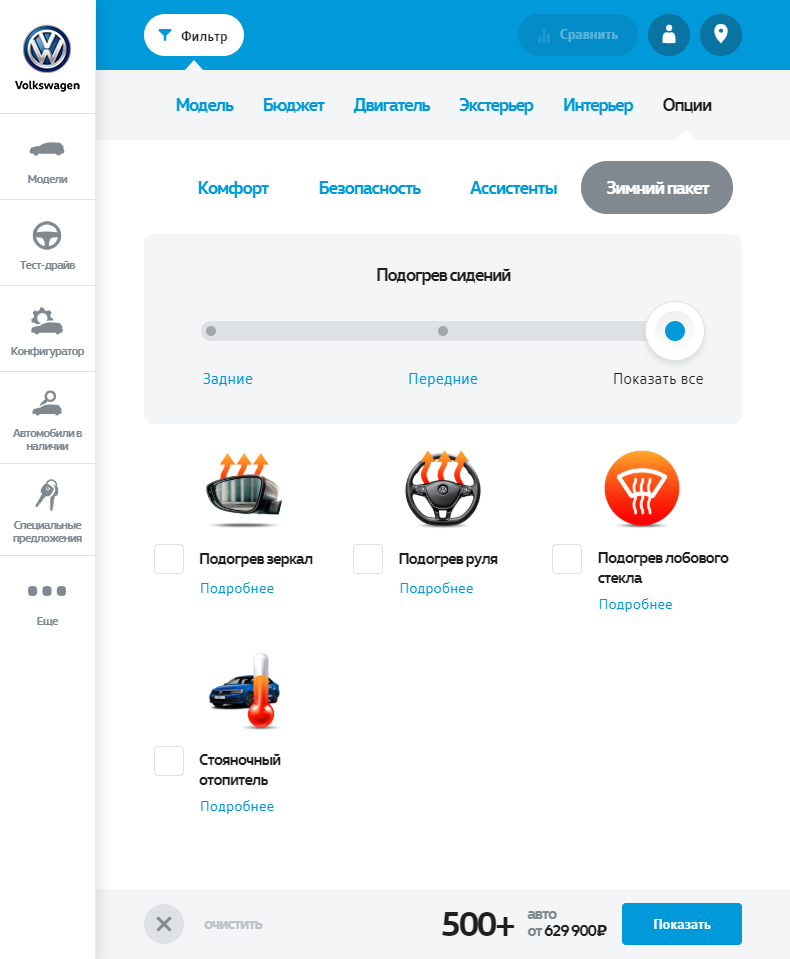 Volkswagen
Модели
Тест-драйв
Конфигуратор
Автомобили в
наличии
Специальные
предложения
Еще
Фильтр
Сравнить
Модель Бюджет Двигатель Экстерьер Интерьер Опции
Комфорт Безопасность Ассистенты Зимний пакет
Подогрев сидений
Задние Передние Показать все
Подогрев зеркал
Подробнее
Подогрев руля
Подробнее
Подогрев лобового
стекла
Подробнее
Стояночный
отопитель
Подробнее
очистить
500+
авто
от 629 900₽
Показать